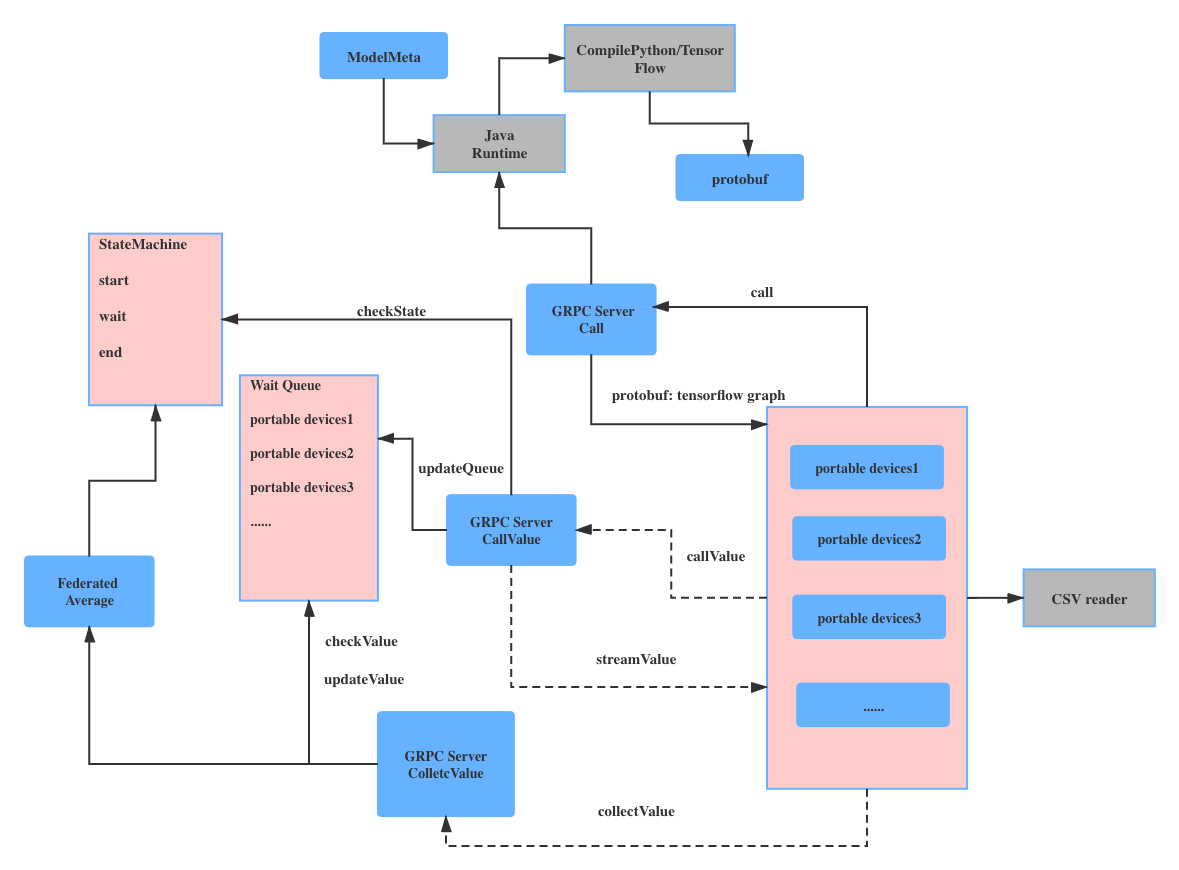 ModelMeta
CompilePython/Tensor
Flow
Java
Runtime
protobuf
StateMachine
start
wait
end
checkState
GRPC Server
Call
call
protobuf: tensorflow graph
Wait Queue
portable devices1
portable devices2
portable devices3
......
updateQueue
GRPC Server
CallValue
callValue
portable devices1
portable devices2
portable devices3
......
CSV reader
Federated
Average
checkValue
updateValue
streamValue
GRPC Server
ColletcValue
collectValue